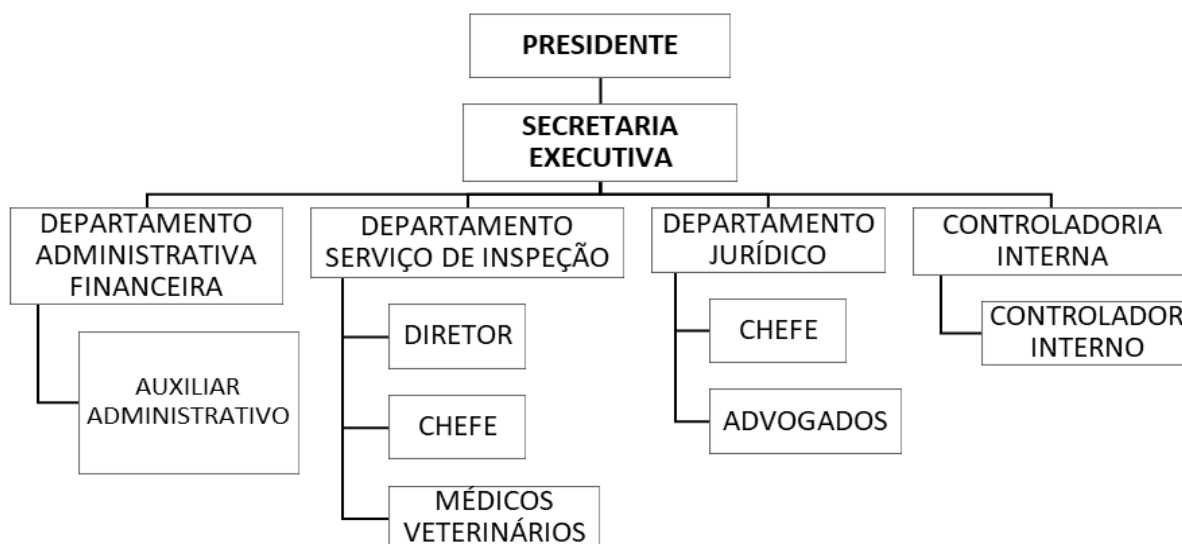 PRESIDENTE
SECRETARIA
EXECUTIVA
DEPARTAMENTO
ADMINISTRATIVA
FINANCEIRA
AUXILIAR
ADMINISTRATIVO
DEPARTAMENTO
SERVIÇO DE INSPEÇÃO
DIRETOR
CHEFE
MÉDICOS
VETERINÁRIOS
DEPARTAMENTO
JURÍDICO
CHEFE
ADVOGADOS
CONTROLADORIA
INTERNA
CONTROLADOR
INTERNO